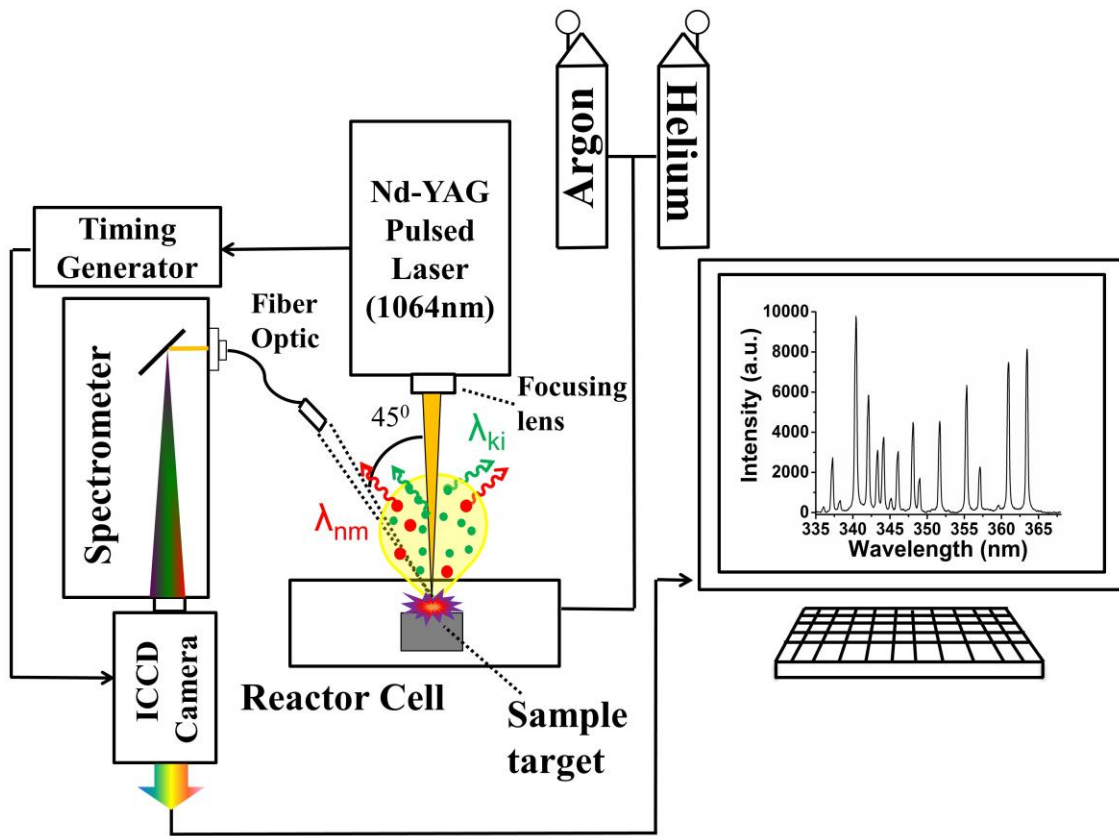 Argon
Helium
Nd-YAG
Pulsed
Laser
(1064nm)
Timing
Generator
Fiber
Optic
Spectrometer
Focusing
lens
45⁰
λki
λnm
ICCD
Camera
Reactor Cell
Sample
target
Intensity (a.u.)
10000
8000
6000
4000
2000
0
335 340 345 350 355 360 365
Wavelength (nm)